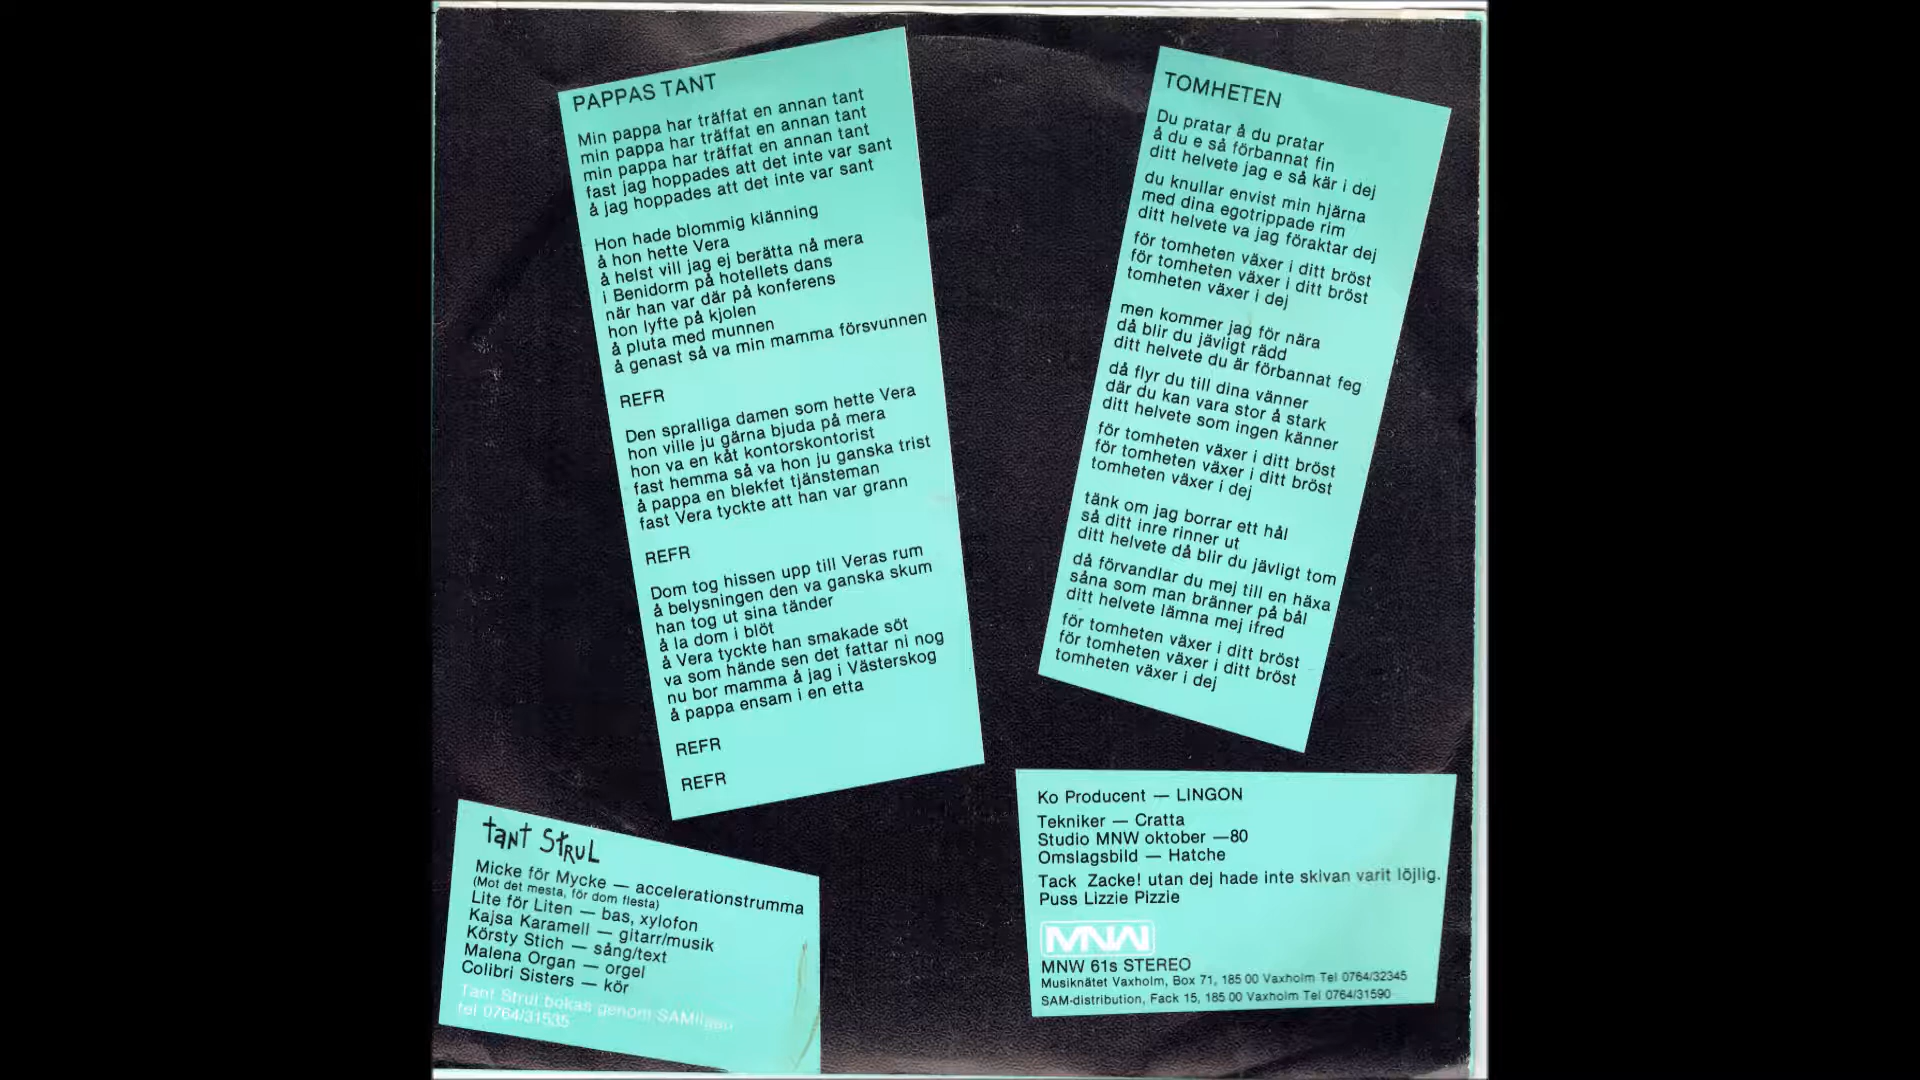 PAPPAS TANT
Min pappa har träffat en annan tant
min pappa har träffat en annan tant
min pappa har träffat en annan tant
fast jag hoppades att det inte var sant
å jag hoppades att det inte var sant
Hon hade blommig klänning
å hon hette Vera
å helst vill jag ej berätta nå mera
i Benidorm på hotellets dans
när han var där på konferens
hon lyfte på kjolen
å pluta med munnen
å genast så va min mamma försvunnen
REFR
Den spralliga damen som hette Vera
hon ville ju gärna bjuda på mera
hon va en kåt kontorskontorist
fast hemma så va hon ju ganska trist
å pappa en blekfet tjänsteman
fast Vera tyckte att han var grann
REFR
Dom tog hissen upp till Veras rum
å belysningen den va ganska skum
han tog ut sina tänder
å la dom i blöt
å Vera tyckte han smakade söt
va som hände sen det fattar ni nog
nu bor mamma å jag i Västerskog
å pappa ensam i en etta
REFR
REFR
TOMHETEN
Du pratar å du pratar
å du e så förbannat fin
ditt helvete jag e så kär i dej
du knullar envist min hjärna
med dina egotrippade rim
ditt helvete va jag föraktar dej
för tomheten växer i ditt bröst
för tomheten växer i ditt bröst
tomheten växer i dej
men kommer jag för nära
då blir du jävligt rädd
ditt helvete du är förbannat feg
då flyr du till dina vänner
där du kan vara stor å stark
ditt helvete som ingen känner
för tomheten växer i ditt bröst
för tomheten växer i ditt bröst
tomheten växer i dej
tänk om jag borrar ett hål
så ditt inre rinner ut
ditt helvete då blir du jävligt tom
då förvandlar du mej till en häxa
såna som man bränner på bål
ditt helvete lämna mej ifred
för tomheten växer i ditt bröst
för tomheten växer i ditt bröst
tomheten växer i dej
tant strul
Micke för Mycke — accelerationstrumma
(Mot det mesta, för dom flesta)
Lite för Liten — bas, xylofon
Kajsa Karamell — gitarr/musik
Körsty Stich — sång/text
Malena Organ — orgel
Colibri Sisters — kör
Tant Strul bokas genom
tel 0764/31535
Ko Producent — LINGON
Tekniker — Cratta
Studio MNW oktober —80
Omslagsbild — Hatche
Tack Zacke! utan dej hade inte skivan varit löjlig.
Puss Lizzie Pizzie
MNW
MNW 61s STEREO
Musiknätet Vaxholm, Box 71, 185 00 Vaxholm Tel 0764/32345
SAM-distribution, Fack 15, 185 00 Vaxholm Tel 0764/31590